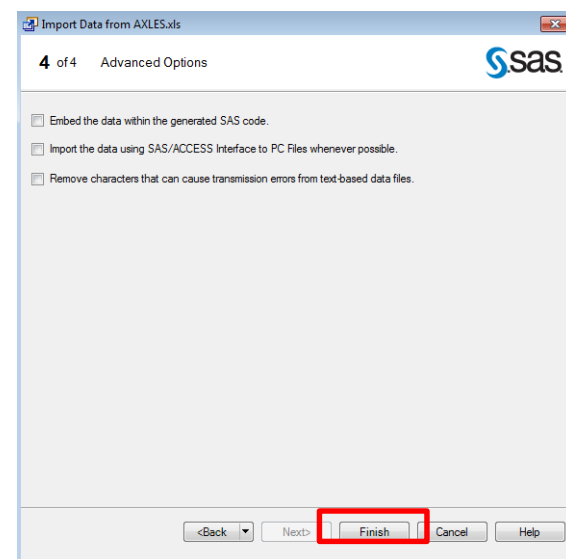 Import Data from AXLES.xls
4 of 4 Advanced Options
sas
Embed the data within the generated SAS code.
Import the data using SAS/ACCESS Interface to PC Files whenever possible.
Remove characters that can cause transmission errors from text-based data files.
<Back Next> Finish Cancel Help